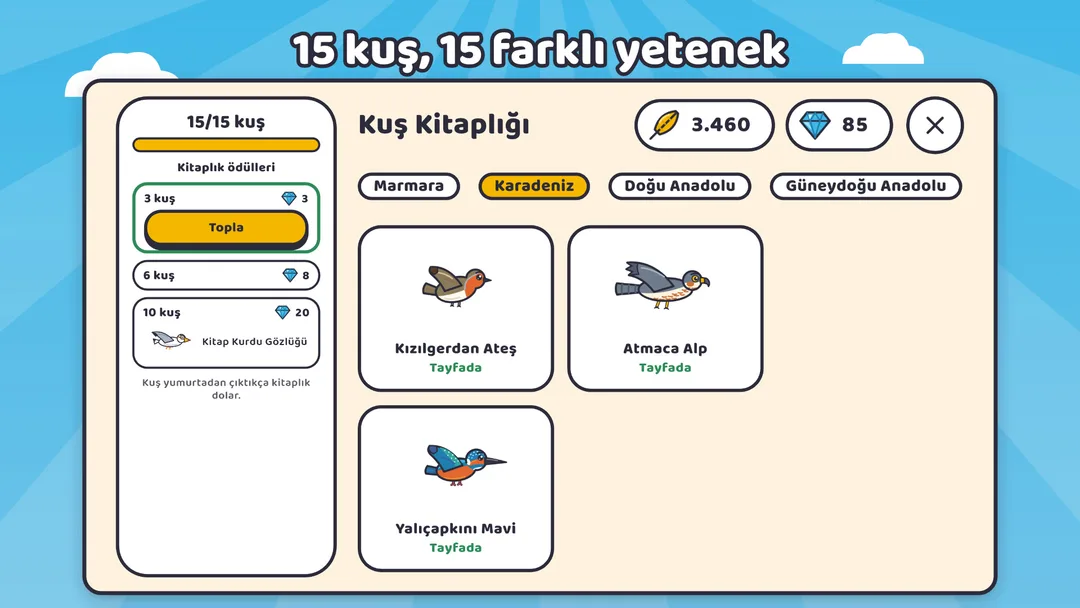 15 kuş, 15 farklı yetenek
15/15 kuş
Kitaplık ödülleri
3 kuş 3
Topla
6 kuş 8
10 kuş 20
Kitap Kurdu Gözlüğü
Kuş yumurtadan çıktıkça kitaplık
dolar.
Kuş Kitaplığı
3.460
85
Marmara
Karadeniz
Doğu Anadolu
Güneydoğu Anadolu
Kızılgerdan Ateş
Tayfada
Atmaca Alp
Tayfada
Yalıçapkını Mavi
Tayfada